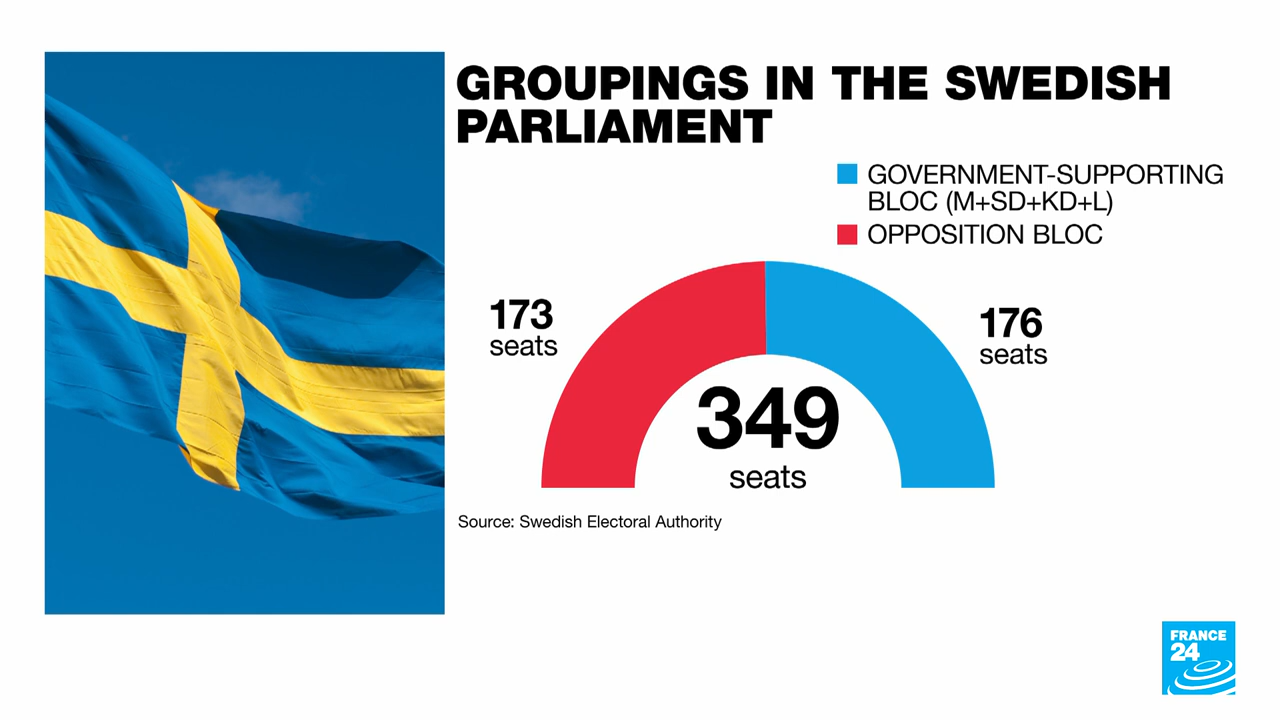 GROUPINGS IN THE SWEDISH
PARLIAMENT
GOVERNMENT-SUPPORTING
BLOC (M+SD+KD+L)
OPPOSITION BLOC
173
seats
176
seats
349
seats
Source: Swedish Electoral Authority
FRANCE
24